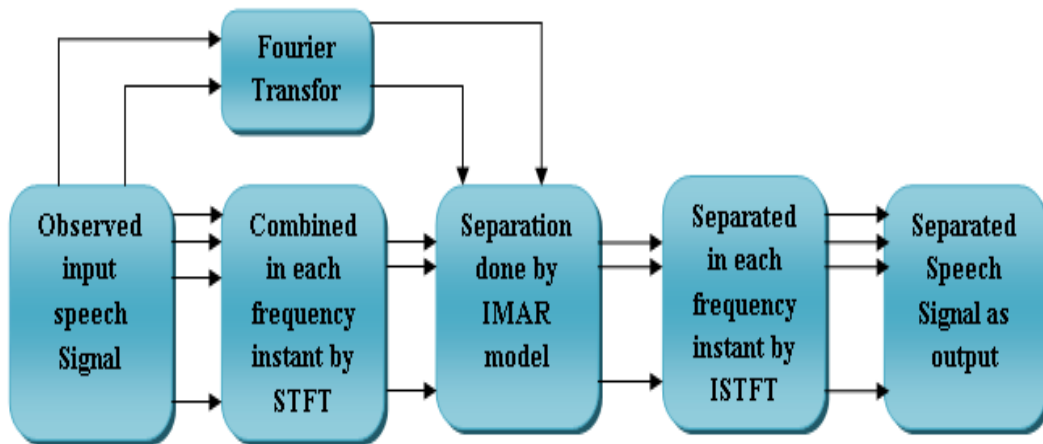 Fourier
Transfor
Observed
input
speech
Signal
Combined
in each
frequency
instant by
STFT
Separation
done by
IMAR
model
Separated
in each
frequency
instant by
ISTFT
Separated
Speech
Signal as
output